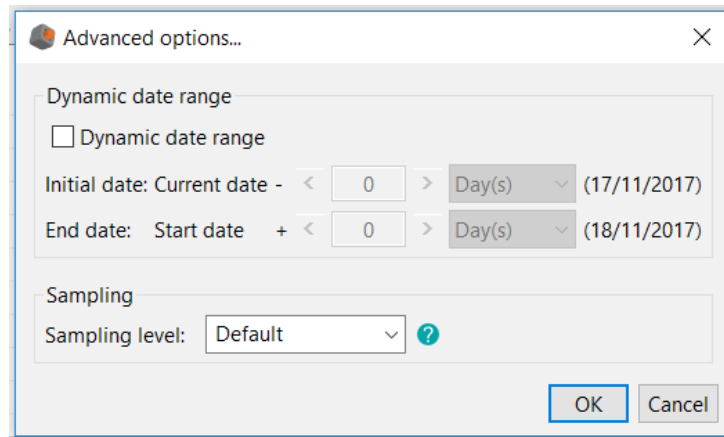 Advanced options...
Dynamic date range
Dynamic date range
Initial date: Current date - < 0 > Day(s) (17/11/2017)
End date: Start date + < 0 > Day(s) (18/11/2017)
Sampling
Sampling level: Default ?
OK Cancel